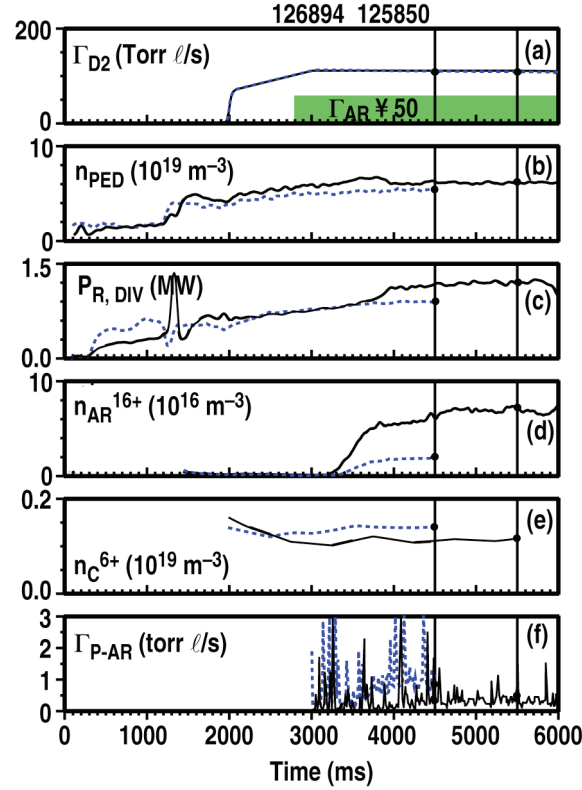 126894 125850
200
Γ_D2 (Torr ℓ/s)
(a)
Γ_AR ¥ 50
0
10
n_PED (10^19 m^–3)
(b)
0
1.5
P_R, DIV (MW)
(c)
0.0
10
n_AR^16+ (10^16 m^–3)
(d)
0
0.2
(e)
n_C^6+ (10^19 m^–3)
0.0
3
Γ_P-AR (torr ℓ/s)
(f)
2
1
0
0 1000 2000 3000 4000 5000 6000
Time (ms)